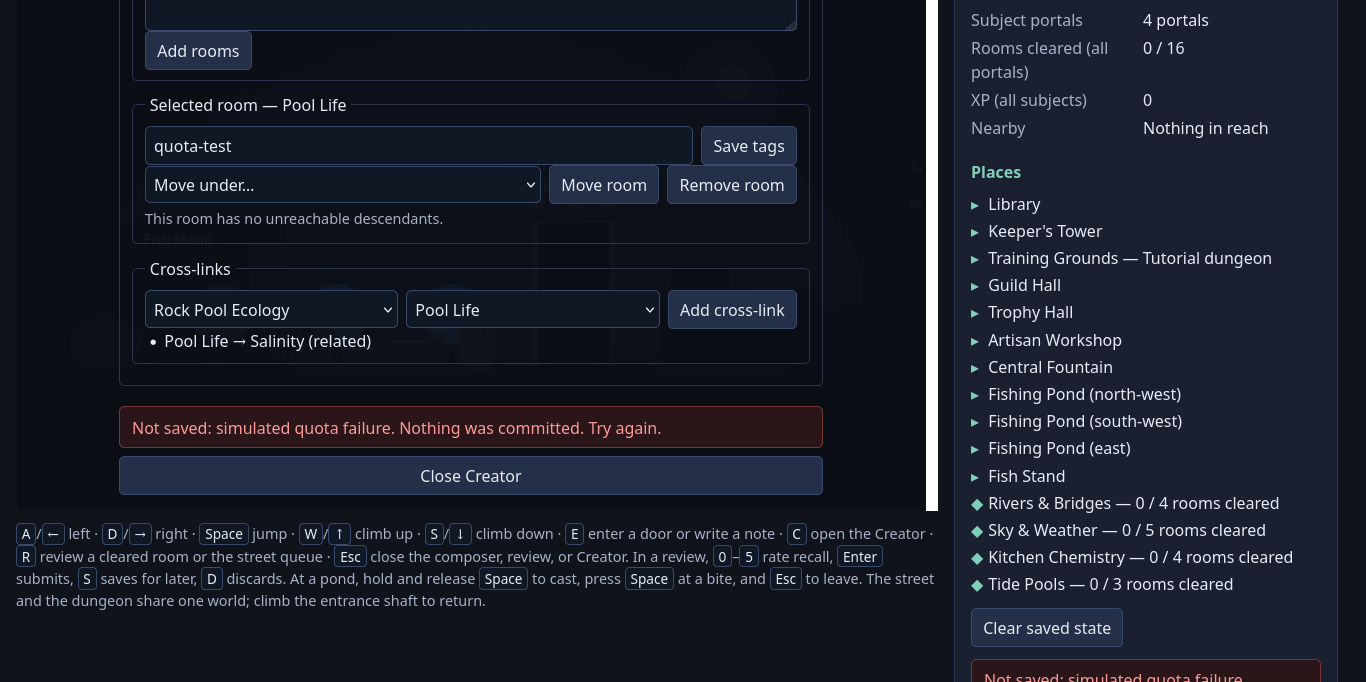 Add rooms
Selected room — Pool Life
quota-test
Save tags
Move under...
Move room
Remove room
This room has no unreachable descendants.
Fish Stand
Cross-links
Rock Pool Ecology
Pool Life
Add cross-link
• Pool Life → Salinity (related)
Not saved: simulated quota failure. Nothing was committed. Try again.
Close Creator
A/← left · D/→ right · Space jump · W/↑ climb up · S/↓ climb down · E enter a door or write a note · C open the Creator ·
R review a cleared room or the street queue · Esc close the composer, review, or Creator. In a review, 0–5 rate recall, Enter
submits, S saves for later, D discards. At a pond, hold and release Space to cast, press Space at a bite, and Esc to leave. The street
and the dungeon share one world; climb the entrance shaft to return.
Subject portals 4 portals
Rooms cleared (all 0 / 16
portals)
XP (all subjects) 0
Nearby Nothing in reach
Places
▸ Library
▸ Keeper's Tower
▸ Training Grounds — Tutorial dungeon
▸ Guild Hall
▸ Trophy Hall
▸ Artisan Workshop
▸ Central Fountain
▸ Fishing Pond (north-west)
▸ Fishing Pond (south-west)
▸ Fishing Pond (east)
▸ Fish Stand
◆ Rivers & Bridges — 0 / 4 rooms cleared
◆ Sky & Weather — 0 / 5 rooms cleared
◆ Kitchen Chemistry — 0 / 4 rooms cleared
◆ Tide Pools — 0 / 3 rooms cleared
Clear saved state
Not saved: simulated quota failure.